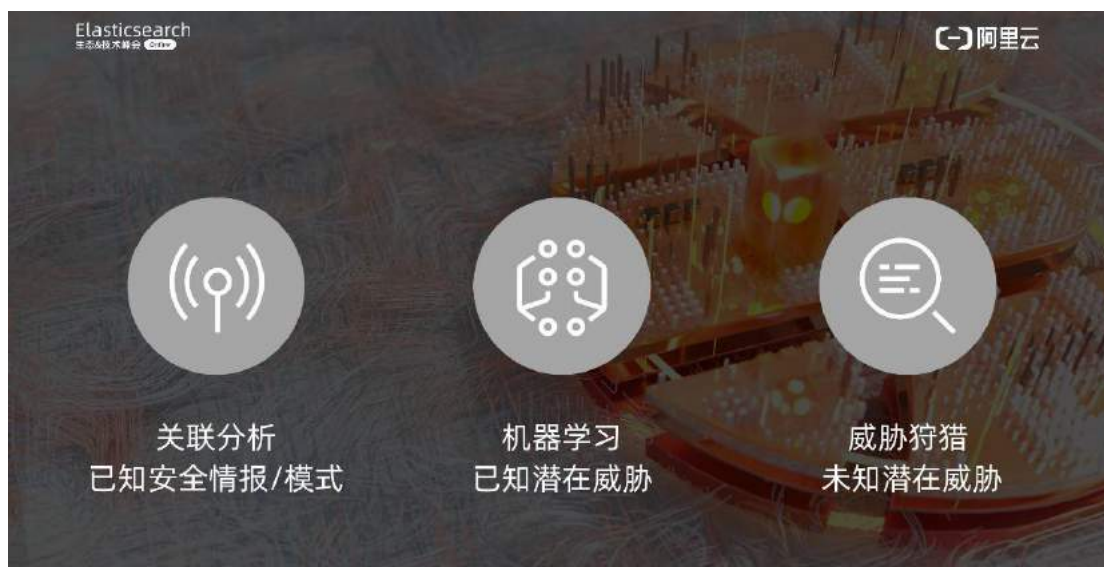 Elasticsearch
生态&技术峰会 Online
阿里云
关联分析
已知安全情报/模式
机器学习
已知潜在威胁
威胁狩猎
未知潜在威胁